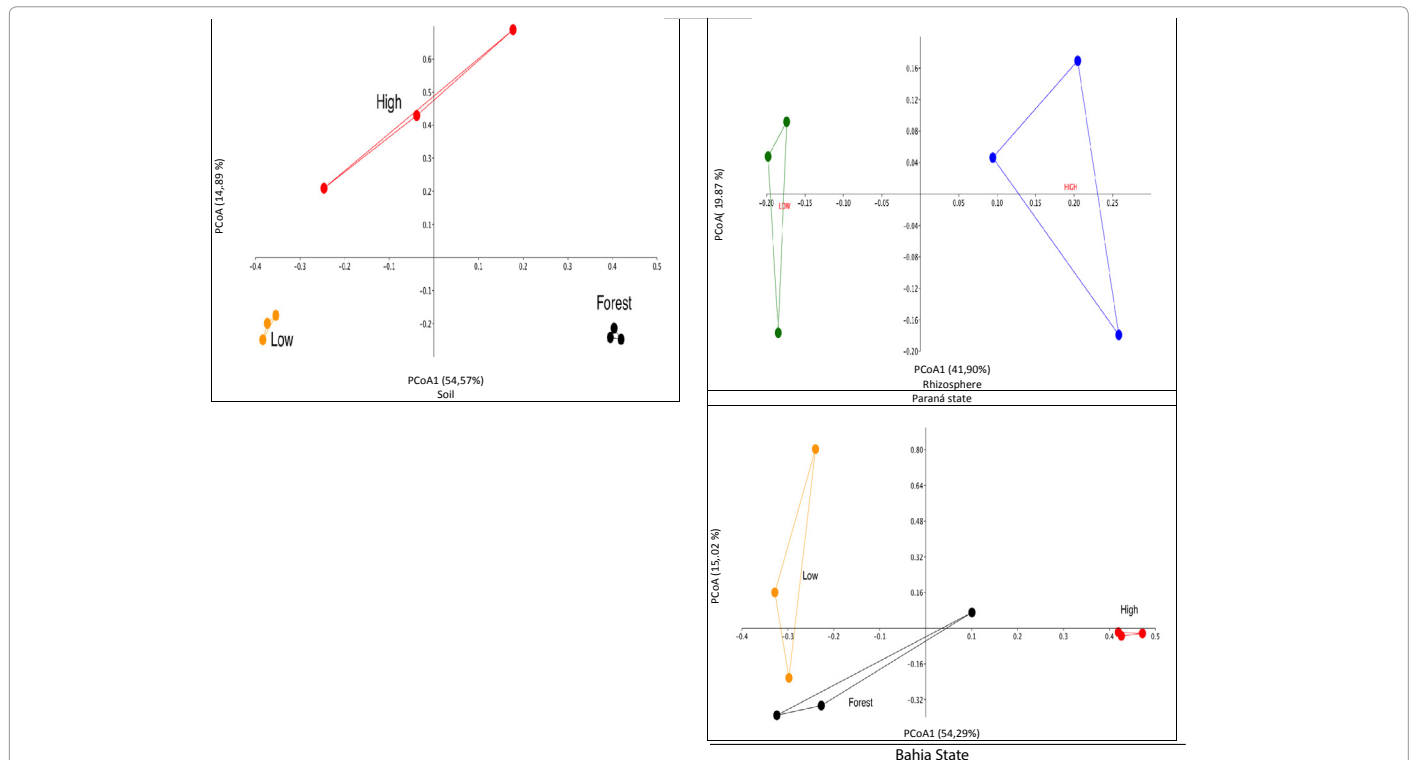 0.6
0.5
High
0.4
0.3
0.2
0.1
-0.4 -0.3 -0.2 -0.1 0.1 0.2 0.3 0.4 0.5
-0.1
-0.2
Forest
Low
PCoA (14,.89 %)
PCoA1 (54,57%)
Soil
0.16
0.12
0.08
0.04
HIGH
-0.20 -0.15 -0.10 -0.05 0.05 0.10 0.15 0.20 0.25
LOW
-0.04
-0.08
-0.12
-0.16
-0.20
PCoA( 19.87 %)
PCoA1 (41,90%)
Rhizosphere
Paraná state
0.80
0.64
0.48
0.32
Low
0.16
High
-0.4 -0.3 -0.2 -0.1 0.1 0.2 0.3 0.4 0.5
-0.16
-0.32
Forest
PCoA (15,.02 %)
PCoA1 (54,29%)
Bahia State